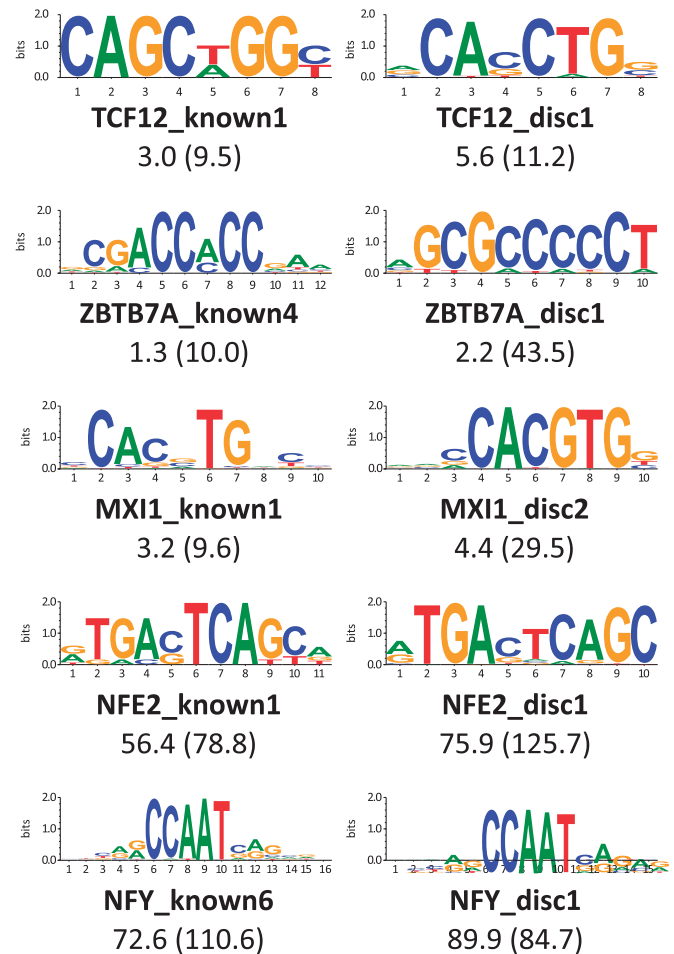 2.0 1.0 0.0 bits CAGCTGGC A T
1 2 3 4 5 6 7 8
TCF12_known1
3.0 (9.5)
2.0 1.0 0.0 bits CACCTG
1 2 3 4 5 6 7 8
TCF12_disc1
5.6 (11.2)
2.0 1.0 0.0 bits CGACCACC
1 2 3 4 5 6 7 8 9 10 11 12
ZBTB7A_known4
1.3 (10.0)
2.0 1.0 0.0 bits AGCGCCCCCT
1 2 3 4 5 6 7 8 9 10
ZBTB7A_disc1
2.2 (43.5)
2.0 1.0 0.0 bits CAC TG C
1 2 3 4 5 6 7 8 9 10
MXI1_known1
3.2 (9.6)
2.0 1.0 0.0 bits CCACGTGG
1 2 3 4 5 6 7 8 9 10
MXI1_disc2
4.4 (29.5)
2.0 1.0 0.0 bits GTGACTCAGCA
1 2 3 4 5 6 7 8 9 10 11
NFE2_known1
56.4 (78.8)
2.0 1.0 0.0 bits ATGACTCAGC
1 2 3 4 5 6 7 8 9 10
NFE2_disc1
75.9 (125.7)
2.0 1.0 0.0 bits AGCCAATCAG
1 2 3 4 5 6 7 8 9 10 11 12 13 14 15 16
NFY_known6
72.6 (110.6)
2.0 1.0 0.0 bits CCAAT A
NFY_disc1
89.9 (84.7)